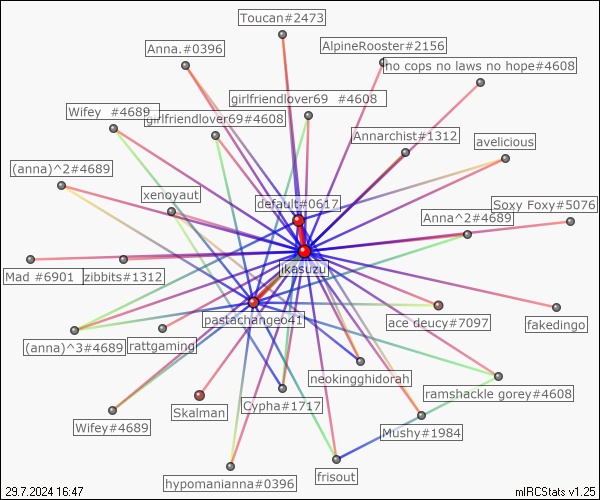 Toucan#2473
Anna.#0396
AlpineRooster#2156
no cops no laws no hope#4608
girlfriendlover69 #4608
Wifey #4689
girlfriendlover69#4608
Annarchist#1312
avelicious
(anna)^2#4689
xenoyaut
default#0617
Soxy Foxy#5076
Anna^2#4689
jikasuzu
Mad #6901
zibbits#1312
pastachangeo41
ace deucy#7097
fakedingo
(anna)^3#4689
rattgaming
neokingghidorah
ramshackle gorey#4608
Skalman
Cypha#1717
Wifey#4689
Mushy#1984
hypomanianna#0396
frisout
29.7.2024 16:47
mIRCStats v1.25